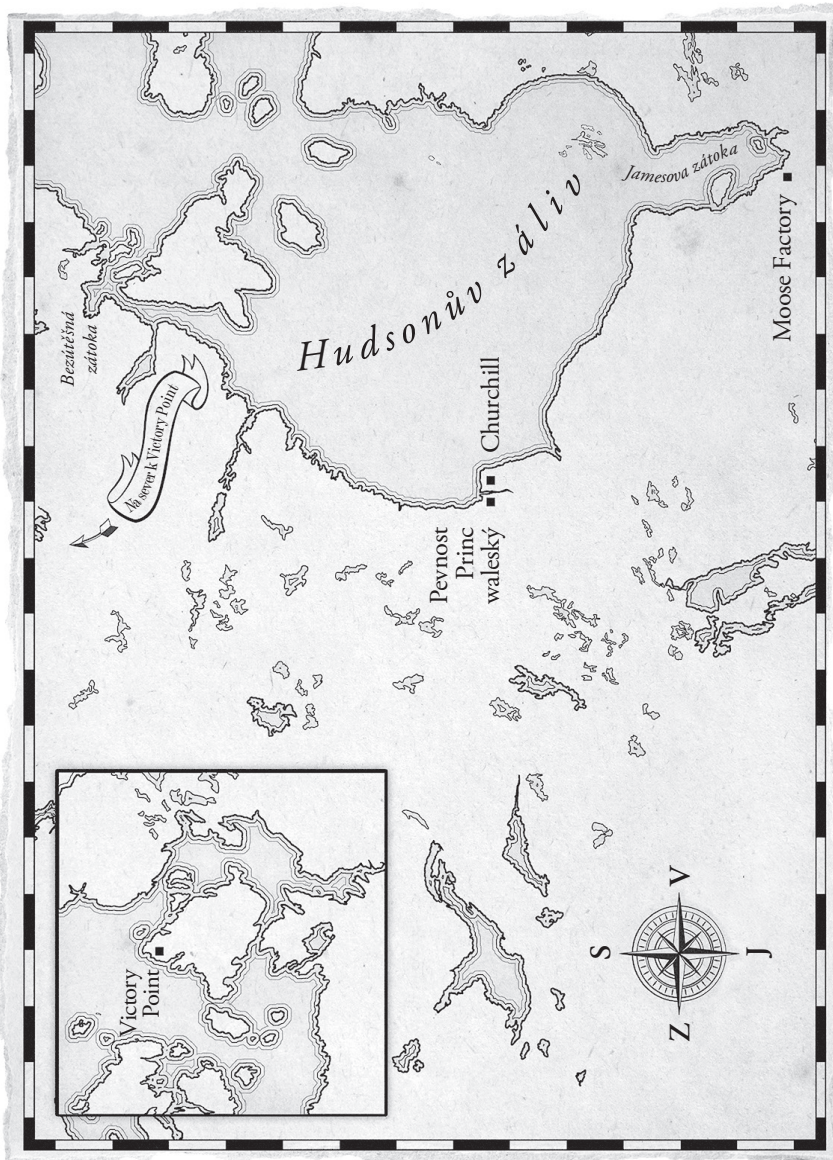 Bezútěšná
zátoka
Na sever k Victory Point
Hudsonův záliv
Jamesova zátoka
Moose Factory
Churchill
Pevnost
Princ
waleský
Victory
Point
S
V
J
Z